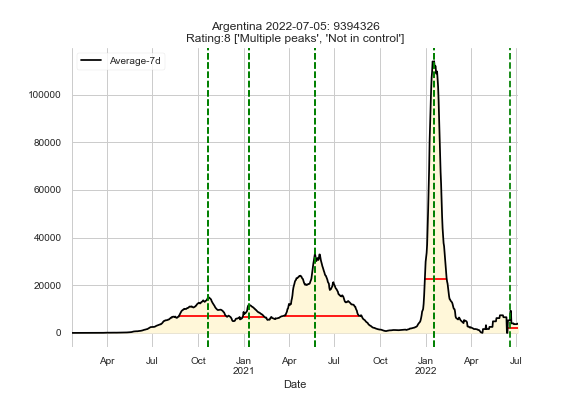 Argentina 2022-07-05: 9394326
Rating:8 ['Multiple peaks', 'Not in control']
Average-7d
100000
80000
60000
40000
20000
0
Apr Jul Oct Jan Apr Jul Oct Jan Apr Jul
2021 2022
Date